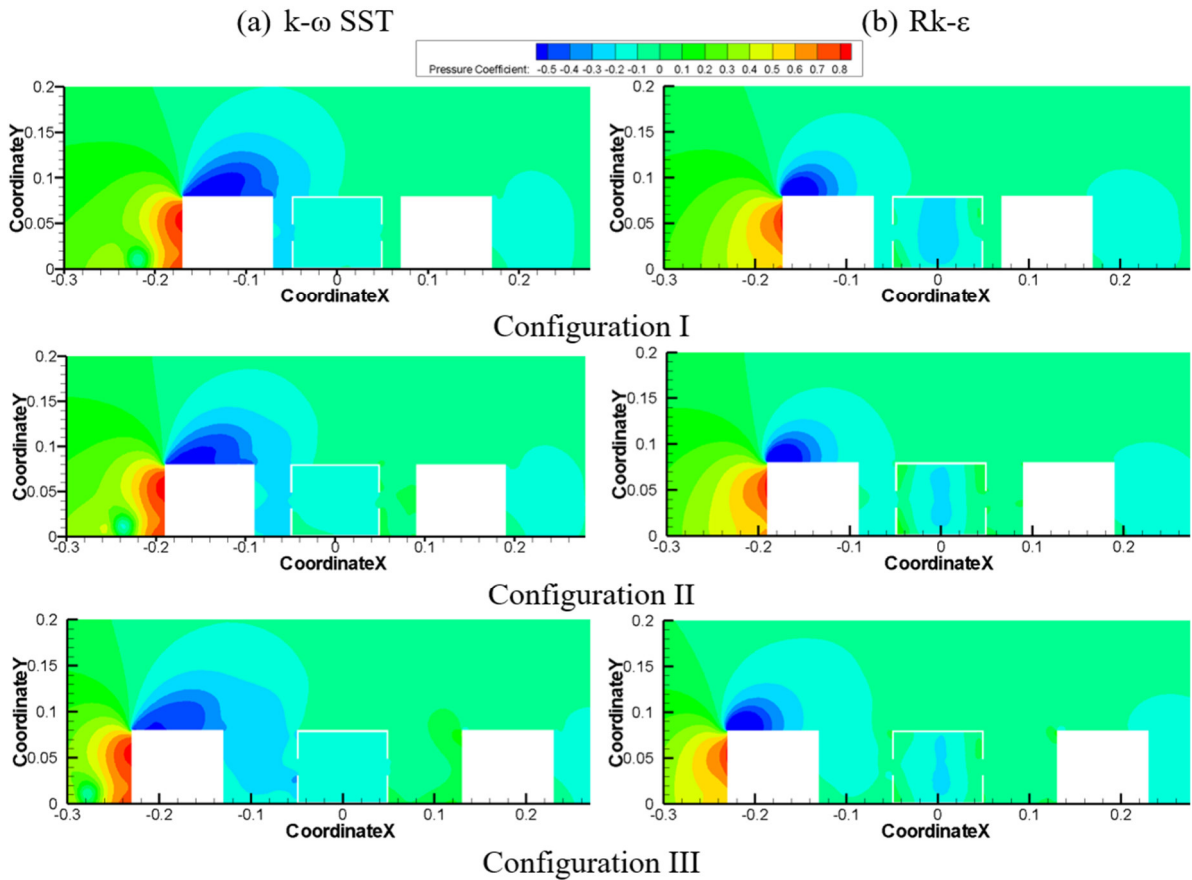 (a) k-ω SST (b) Rk-ε
Pressure Coefficient: -0.5 -0.4 -0.3 -0.2 -0.1 0 0.1 0.2 0.3 0.4 0.5 0.6 0.7 0.8
CoordinateY
0.2
0.15
0.1
0.05
0
-0.3 -0.2 -0.1 0 0.1 0.2
CoordinateX
CoordinateY
0.2
0.15
0.1
0.05
0
-0.3 -0.2 -0.1 0 0.1 0.2
CoordinateX
Configuration I
CoordinateY
0.2
0.15
0.1
0.05
0
-0.3 -0.2 -0.1 0 0.1 0.2
CoordinateX
CoordinateY
0.2
0.15
0.1
0.05
0
-0.3 -0.2 -0.1 0 0.1 0.2
CoordinateX
Configuration II
CoordinateY
0.2
0.15
0.1
0.05
0
-0.3 -0.2 -0.1 0 0.1 0.2
CoordinateX
CoordinateY
0.2
0.15
0.1
0.05
0
-0.3 -0.2 -0.1 0 0.1 0.2
CoordinateX
Configuration III